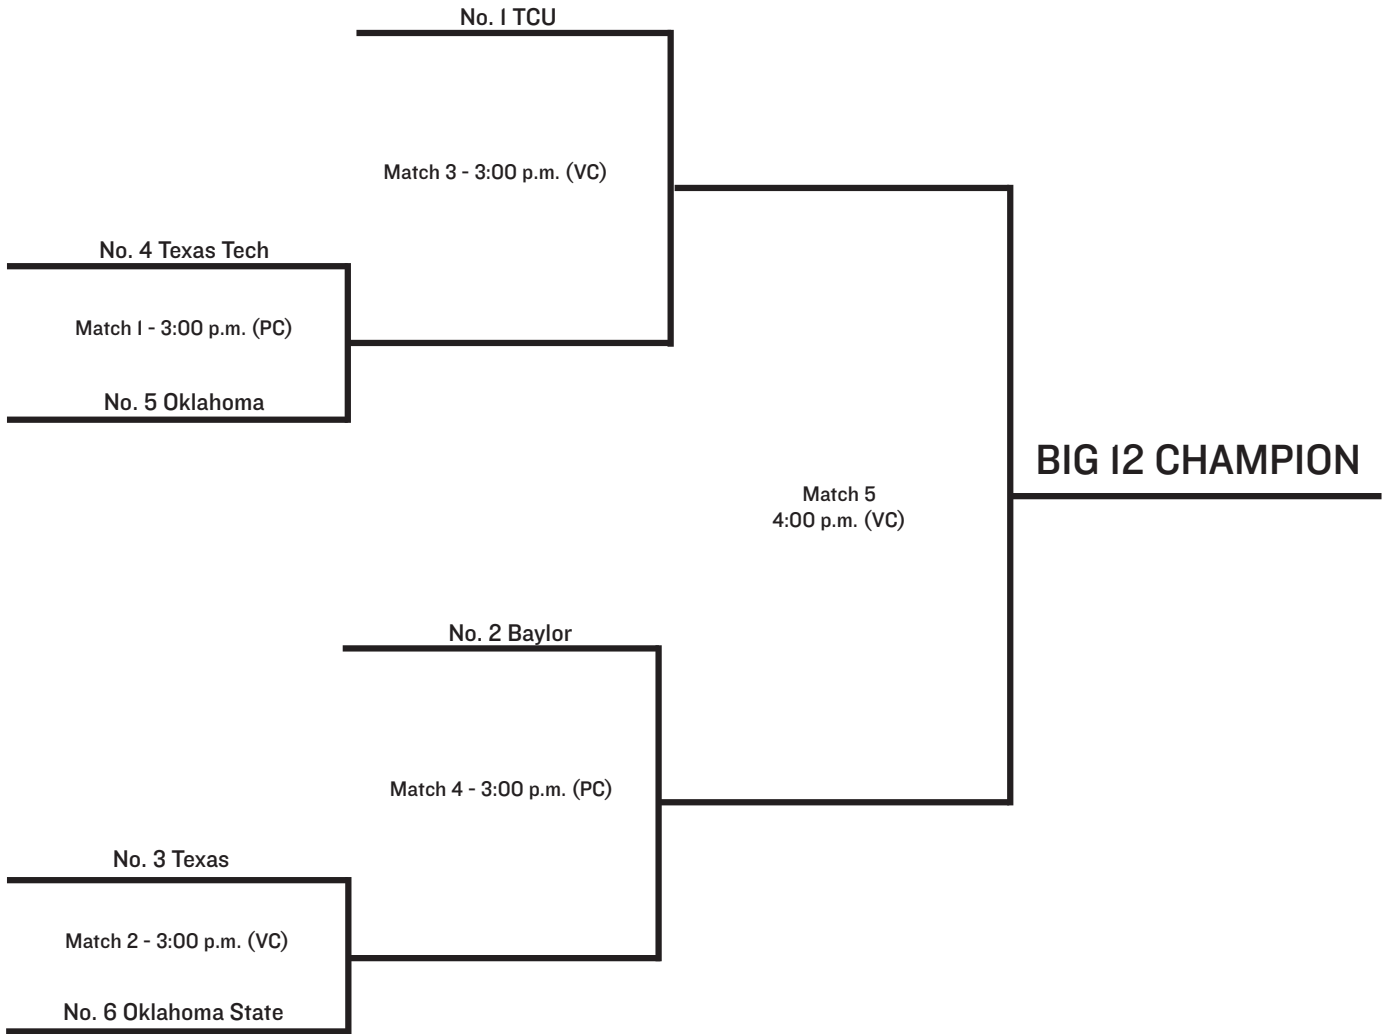 No. 1 TCU
Match 3 - 3:00 p.m. (VC)
No. 4 Texas Tech
Match 1 - 3:00 p.m. (PC)
No. 5 Oklahoma
BIG 12 CHAMPION
Match 5
4:00 p.m. (VC)
No. 2 Baylor
Match 4 - 3:00 p.m. (PC)
No. 3 Texas
Match 2 - 3:00 p.m. (VC)
No. 6 Oklahoma State